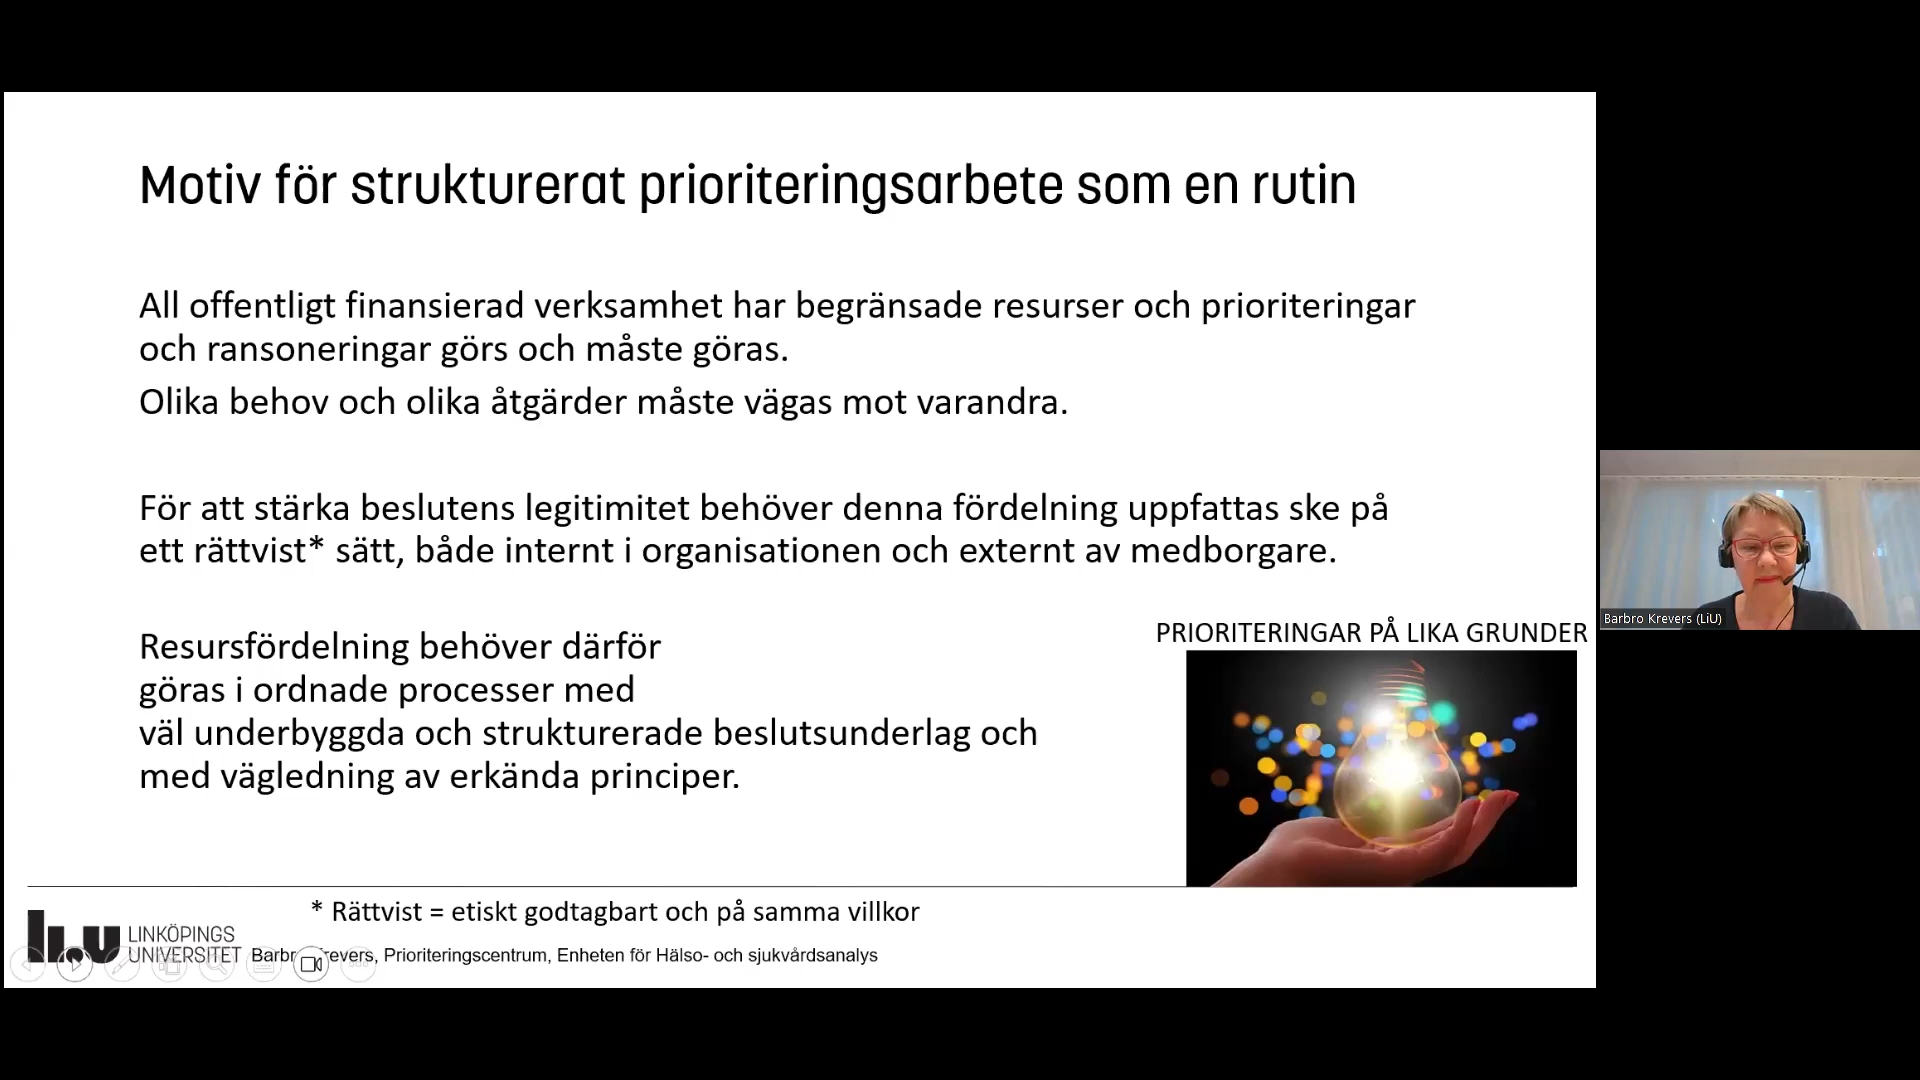 Motiv för strukturerat prioriteringsarbete som en rutin
All offentligt finansierad verksamhet har begränsade resurser och prioriteringar
och ransoneringar görs och måste göras.
Olika behov och olika åtgärder måste vägas mot varandra.
För att stärka beslutens legitimitet behöver denna fördelning uppfattas ske på
ett rättvist* sätt, både internt i organisationen och externt av medborgare.
Resursfördelning behöver därför
göras i ordnade processer med
väl underbyggda och strukturerade beslutsunderlag och
med vägledning av erkända principer.
PRIORITERINGAR PÅ LIKA GRUNDER
* Rättvist = etiskt godtagbart och på samma villkor
LiU LINKÖPINGS
UNIVERSITET
Barbro Krevers, Prioriteringscentrum, Enheten för Hälso- och sjukvårdsanalys
Barbro Krevers (LiU)